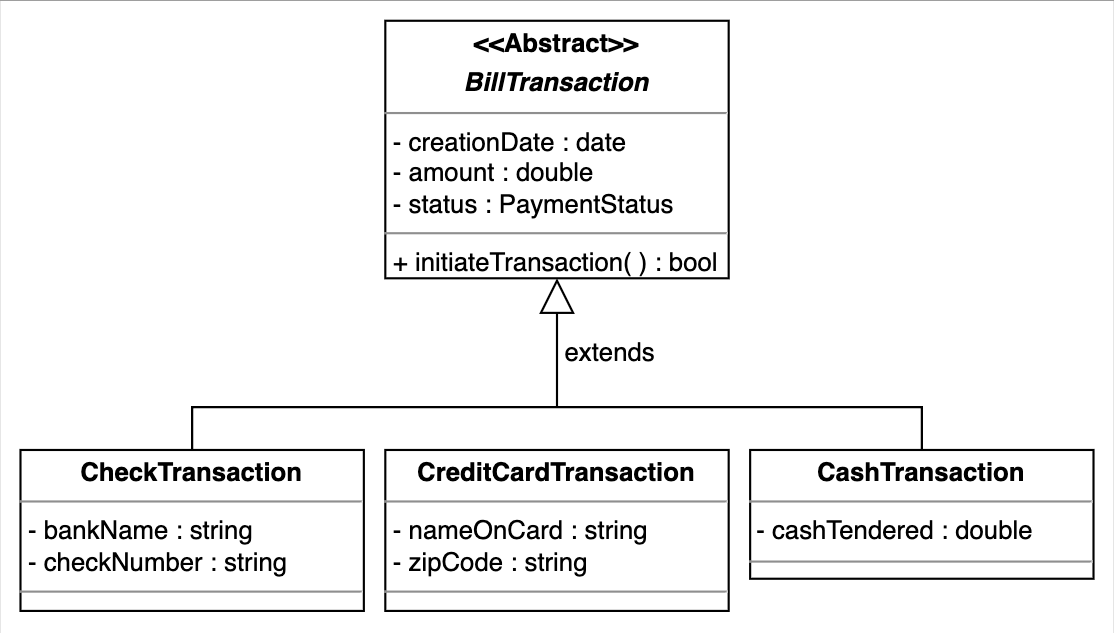 <<Abstract>>
BillTransaction
- creationDate : date
- amount : double
- status : PaymentStatus
+ initiateTransaction( ) : bool
extends
CheckTransaction
- bankName : string
- checkNumber : string
CreditCardTransaction
- nameOnCard : string
- zipCode : string
CashTransaction
- cashTendered : double